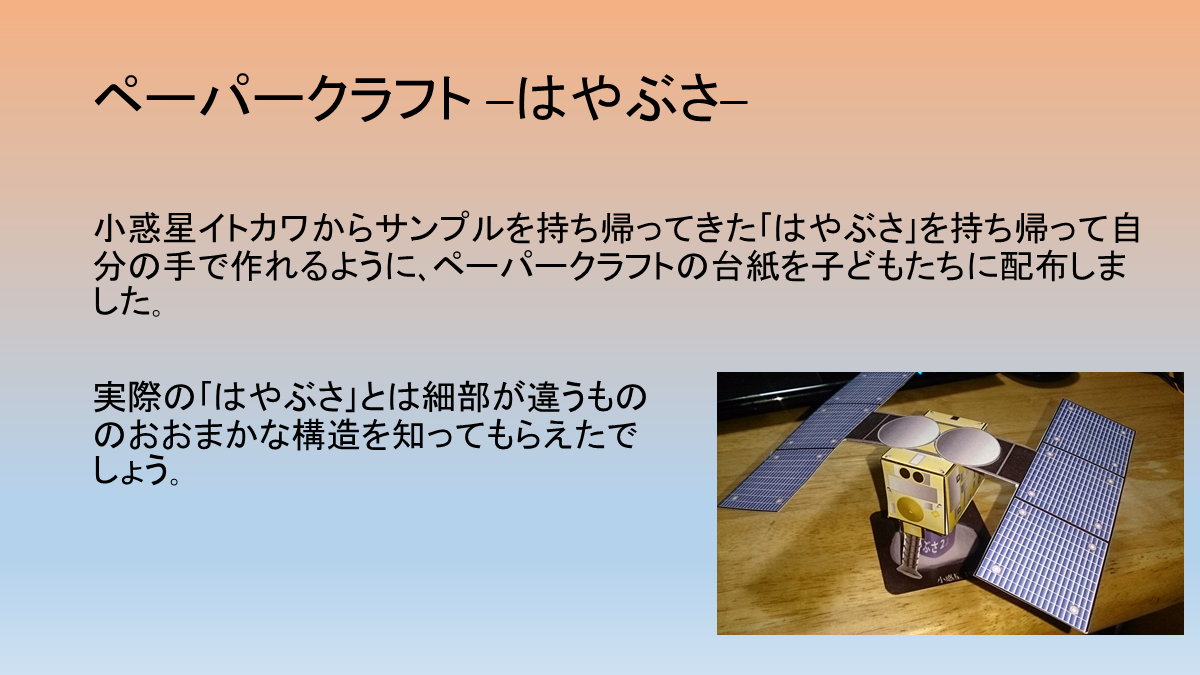 ペーパークラフト –はやぶさ–
小惑星イトカワからサンプルを持ち帰ってきた「はやぶさ」を持ち帰って自
分の手で作れるように、ペーパークラフトの台紙を子どもたちに配布しま
した。
実際の「はやぶさ」とは細部が違うもの
のおおまかな構造を知ってもらえたで
しょう。
ぶさ2
小惑星